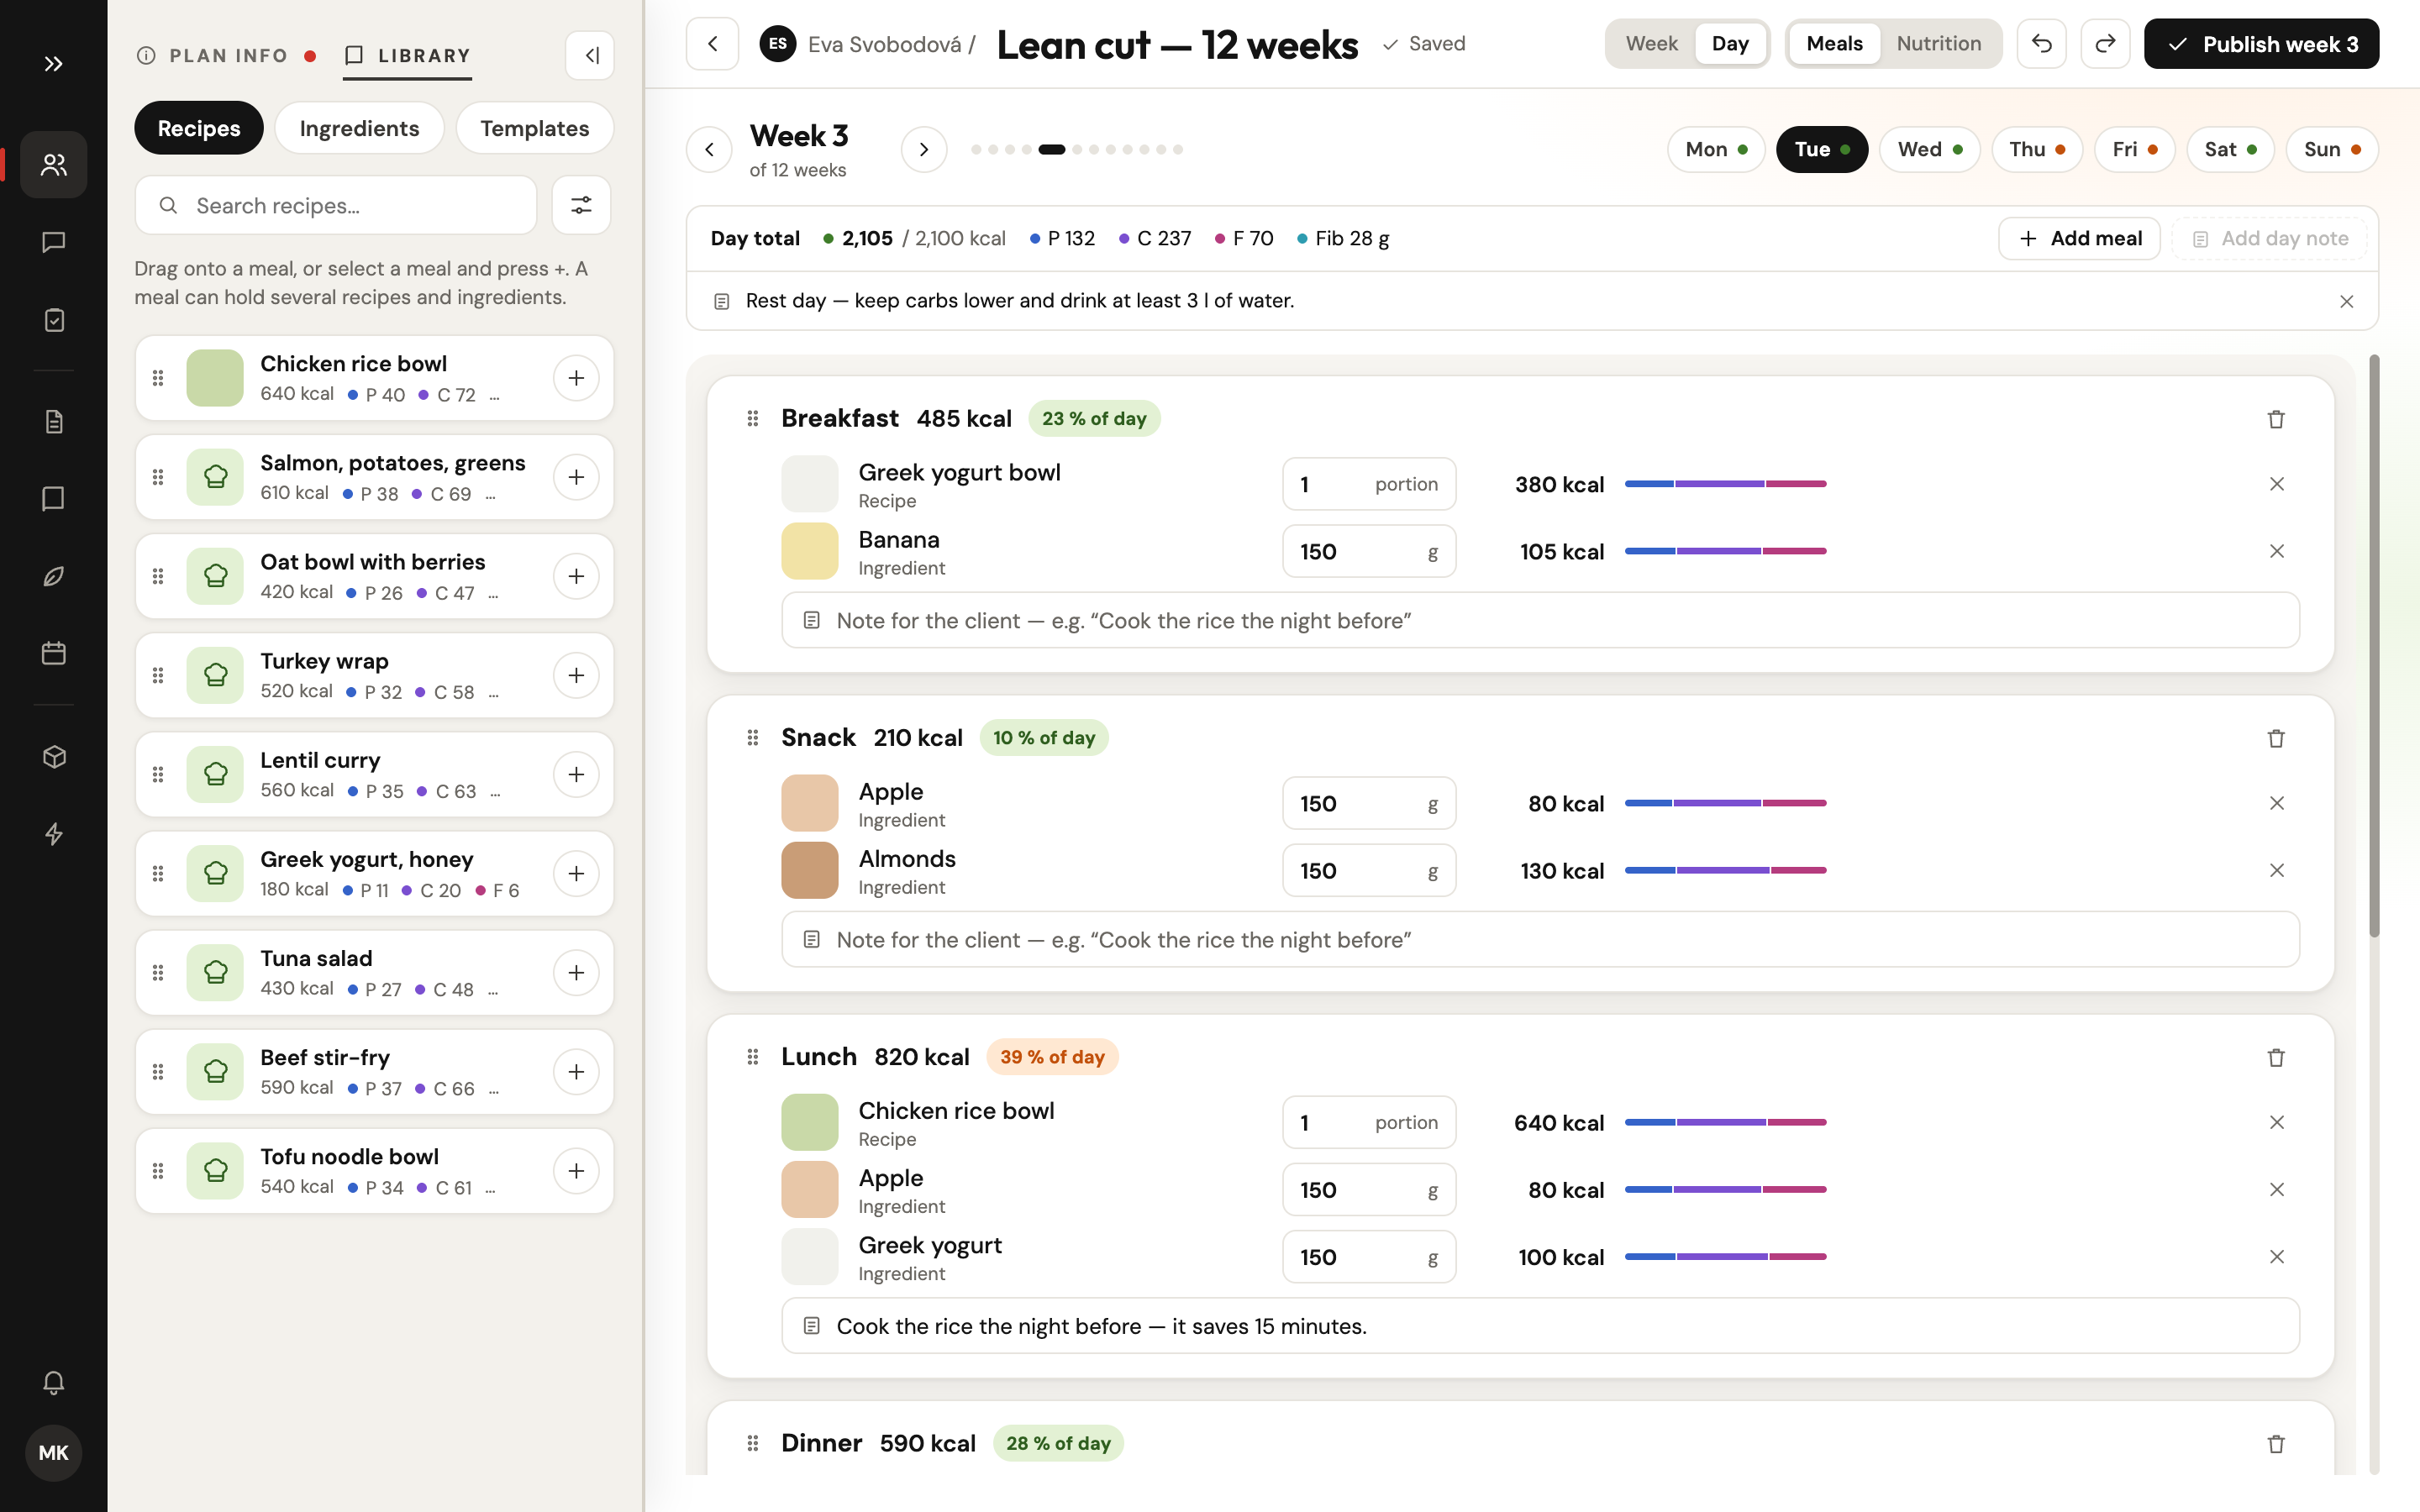 PLAN INFO
LIBRARY
Recipes
Ingredients
Templates
Search recipes...
Drag onto a meal, or select a meal and press +. A
meal can hold several recipes and ingredients.
Chicken rice bowl
640 kcal P 40 C 72 ...
Salmon, potatoes, greens
610 kcal P 38 C 69 ...
Oat bowl with berries
420 kcal P 26 C 47 ...
Turkey wrap
520 kcal P 32 C 58 ...
Lentil curry
560 kcal P 35 C 63 ...
Greek yogurt, honey
180 kcal P 11 C 20 F 6
Tuna salad
430 kcal P 27 C 48 ...
Beef stir-fry
590 kcal P 37 C 66 ...
Tofu noodle bowl
540 kcal P 34 C 61 ...
MK
ES Eva Svobodová / Lean cut — 12 weeks Saved
Week Day
Meals Nutrition
Publish week 3
Week 3
of 12 weeks
Mon Tue Wed Thu Fri Sat Sun
Day total 2,105 / 2,100 kcal P 132 C 237 F 70 Fib 28 g
Add meal
Add day note
Rest day — keep carbs lower and drink at least 3 l of water.
Breakfast 485 kcal 23 % of day
Greek yogurt bowl
Recipe
1 portion
380 kcal
Banana
Ingredient
150 g
105 kcal
Note for the client — e.g. “Cook the rice the night before”
Snack 210 kcal 10 % of day
Apple
Ingredient
150 g
80 kcal
Almonds
Ingredient
150 g
130 kcal
Note for the client — e.g. “Cook the rice the night before”
Lunch 820 kcal 39 % of day
Chicken rice bowl
Recipe
1 portion
640 kcal
Apple
Ingredient
150 g
80 kcal
Greek yogurt
Ingredient
150 g
100 kcal
Cook the rice the night before — it saves 15 minutes.
Dinner 590 kcal 28 % of day